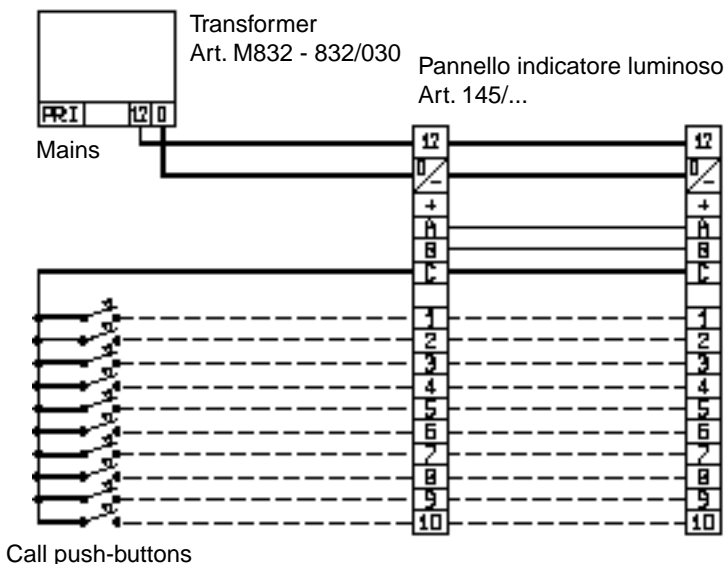 Transformer
Art. M832 - 832/030
Pannello indicatore luminoso
Art. 145/...
PRI 12 0
Mains
12 12
0/- 0/-
+ +
A A
B B
C C
1 1
2 2
3 3
4 4
5 5
6 6
7 7
8 8
9 9
10 10
Call push-buttons